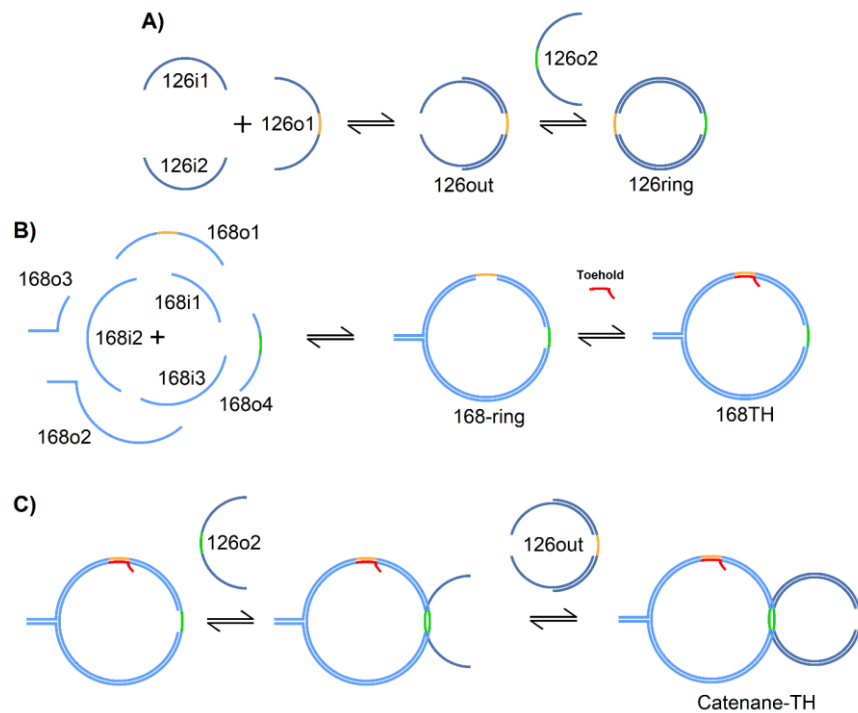 A)
126i1
126o2
+
126o1
126i2
126out
126ring
B)
168o1
168o3
168i1
Toehold
168i2
+
168i3
168o4
168o2
168-ring
168TH
C)
126o2
126out
Catenane-TH